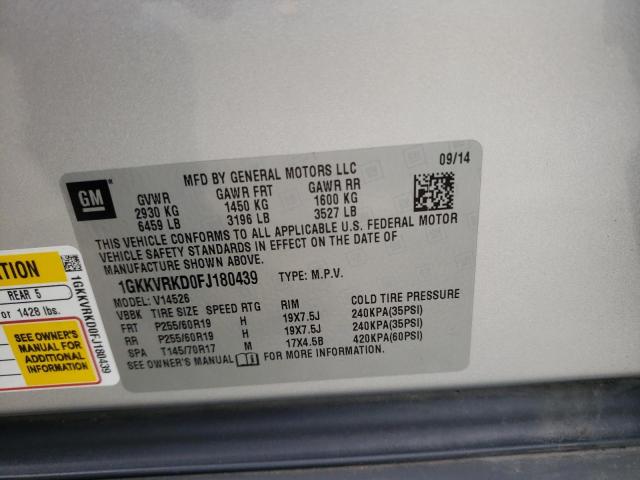 09/14
GM
MFD BY GENERAL MOTORS LLC
GVWR GAWR FRT GAWR RR
2930 KG 1450 KG 1600 KG
6459 LB 3196 LB 3527 LB
THIS VEHICLE CONFORMS TO ALL APPLICABLE U.S. FEDERAL MOTOR
VEHICLE SAFETY STANDARDS IN EFFECT ON THE DATE OF
MANUFACTURE SHOWN ABOVE.
1GKKVRKD0FJ180439 TYPE: M.P.V.
MODEL: V14526
VBBK TIRE SIZE SPEED RTG RIM COLD TIRE PRESSURE
FRT P255/60R19 H 19X7.5J 240KPA(35PSI)
RR P255/60R19 H 19X7.5J 240KPA(35PSI)
SPA T145/70R17 M 17X4.5B 420KPA(60PSI)
SEE OWNER'S MANUAL FOR MORE INFORMATION.
TION
REAR 5
or 1428 lbs.
SEE OWNER'S
MANUAL FOR
ADDITIONAL
INFORMATION
1GKKVRKD0FJ180439